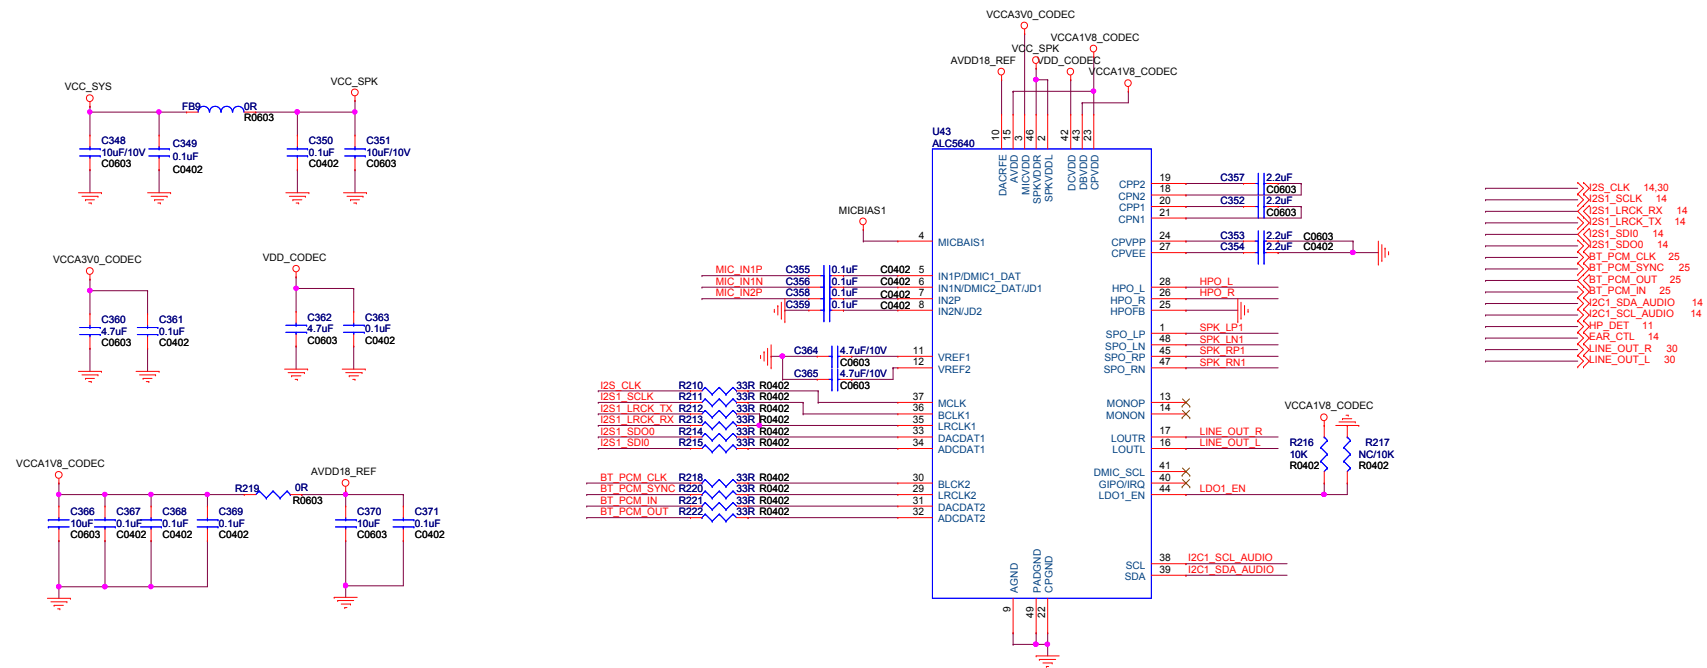 VCC_SYS
VCC_SPK
FB9
0R
R0603
C348
10uF/10V
C0603
C349
0.1uF
C0402
C350
0.1uF
C0402
C351
10uF/10V
C0603
VCCA3V0_CODEC
C360
4.7uF
C0603
C361
0.1uF
C0402
VDD_CODEC
C362
4.7uF
C0603
C363
0.1uF
C0402
VCCA1V8_CODEC
R219
0R
R0603
AVDD18_REF
C366
10uF
C0603
C367
0.1uF
C0402
C368
0.1uF
C0402
C369
0.1uF
C0402
C370
10uF
C0603
C371
0.1uF
C0402
VCCA3V0_CODEC
VCCA1V8_CODEC
VCC_SPK
AVDD18_REF
VDD_CODEC
VCCA1V8_CODEC
U43
ALC5640
10 15 3 46 2 42 43 23
DACRFE
AVDD
MICVDD
SPKVDDR
SPKVDDL
DCVDD
DBVDD
CPVDD
MICBIAS1
4 MICBAIS1
MIC_IN1P C355 0.1uF C0402 5 IN1P/DMIC1_DAT
MIC_IN1N C356 0.1uF C0402 6 IN1N/DMIC2_DAT/JD1
MIC_IN2P C358 0.1uF C0402 7 IN2P
C359 0.1uF C0402 8 IN2N/JD2
C364 4.7uF/10V C0603 11 VREF1
C365 4.7uF/10V C0603 12 VREF2
I2S_CLK R210 33R R0402 37 MCLK
I2S1_SCLK R211 33R R0402 36 BCLK1
I2S1_LRCK_TX R212 33R R0402 35 LRCLK1
I2S1_LRCK_RX R213 33R R0402
I2S1_SDO0 R214 33R R0402 33 DACDAT1
I2S1_SDI0 R215 33R R0402 34 ADCDAT1
BT_PCM_CLK R218 33R R0402 30 BLCK2
BT_PCM_SYNC R220 33R R0402 29 LRCLK2
BT_PCM_IN R221 33R R0402 31 DACDAT2
BT_PCM_OUT R222 33R R0402 32 ADCDAT2
CPP2 19 C357 2.2uF
CPN2 18 C0603
CPP1 20 C352 2.2uF
CPN1 21 C0603
CPVPP 24 C353 2.2uF C0603
CPVEE 27 C354 2.2uF C0402
HPO_L 28 HPO_L
HPO_R 26 HPO_R
HPOFB 25
SPO_LP 1 SPK_LP1
SPO_LN 48 SPK_LN1
SPO_RP 45 SPK_RP1
SPO_RN 47 SPK_RN1
MONOP 13
MONON 14
LOUTR 17 LINE_OUT_R
LOUTL 16 LINE_OUT_L
DMIC_SCL 41
GIPO/IRQ 40
LDO1_EN 44 LDO1_EN
VCCA1V8_CODEC
R216
10K
R0402
R217
NC/10K
R0402
SCL 38 I2C1_SCL_AUDIO
SDA 39 I2C1_SDA_AUDIO
AGND
PADGND
CPGND
9 49 22
I2S_CLK 14,30
I2S1_SCLK 14
I2S1_LRCK_RX 14
I2S1_LRCK_TX 14
I2S1_SDI0 14
I2S1_SDO0 14
BT_PCM_CLK 25
BT_PCM_SYNC 25
BT_PCM_OUT 25
BT_PCM_IN 25
I2C1_SDA_AUDIO 14
I2C1_SCL_AUDIO 14
HP_DET 11
EAR_CTL 14
LINE_OUT_R 30
LINE_OUT_L 30